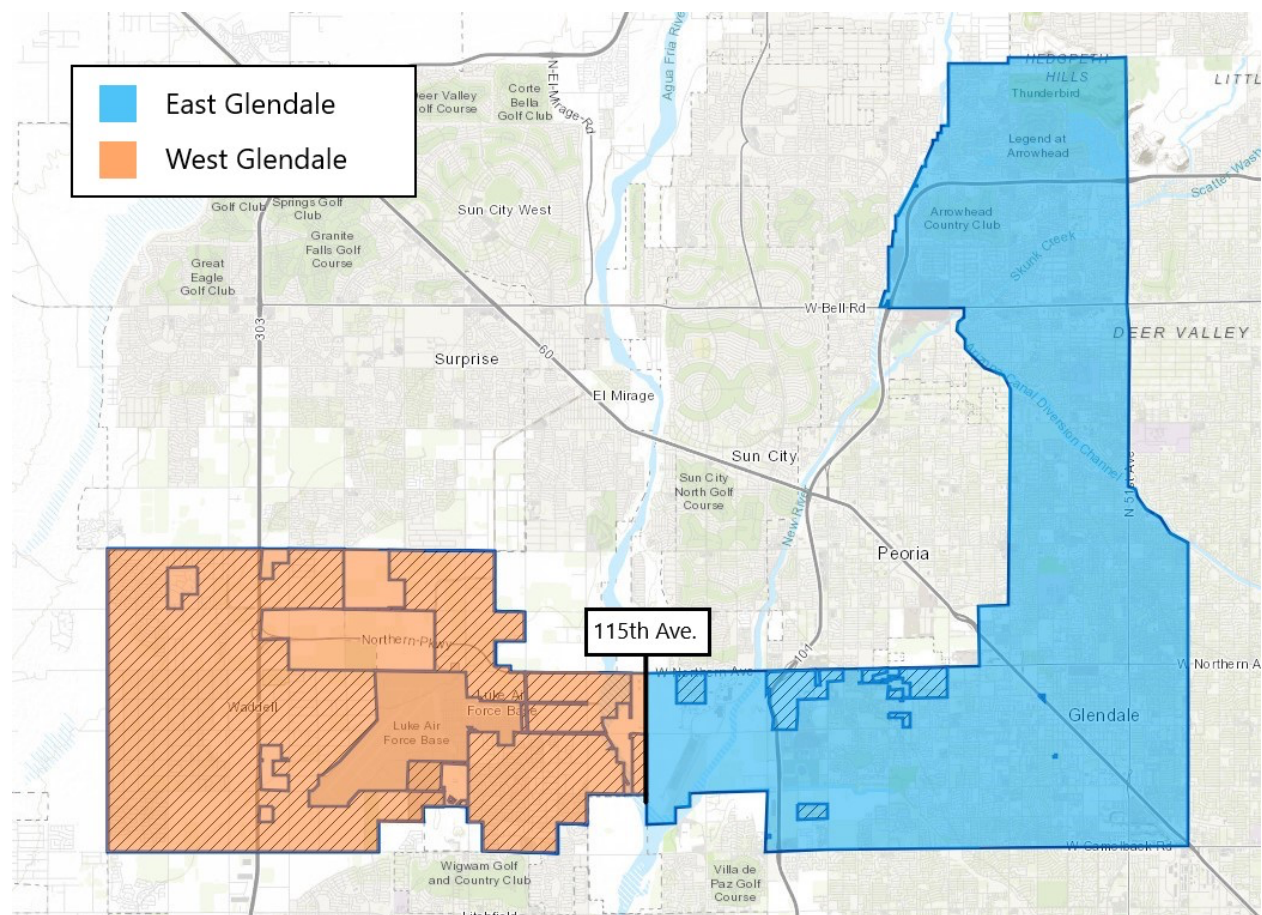 East Glendale
West Glendale
115th Ave.
HEDGPETH
HILLS
Thunderbird
Legend at
Arrowhead
Arrowhead
Country Club
Skunk Creek
Scatter Wash
DEER VALLEY
Arizona Canal Diversion Channel
N 51st Ave
Deer Valley
Golf Course
Corte
Bella
Golf Club
N-El-Mirage-Rd
Agua Fria River
Golf Club
Springs Golf
Club
Granite
Falls Golf
Course
Great
Eagle
Golf Club
Sun City West
W Bell Rd
303
60
Surprise
El Mirage
Sun City
Sun City
North Golf
Course
New River
Peoria
101
W Northern Ave
Northern Pkwy
Waddell
Luke Air
Force Base
Luke Air
Force Base
Glendale
W Camelback Rd
Wigwam Golf
and Country Club
Villa de
Paz Golf
Course